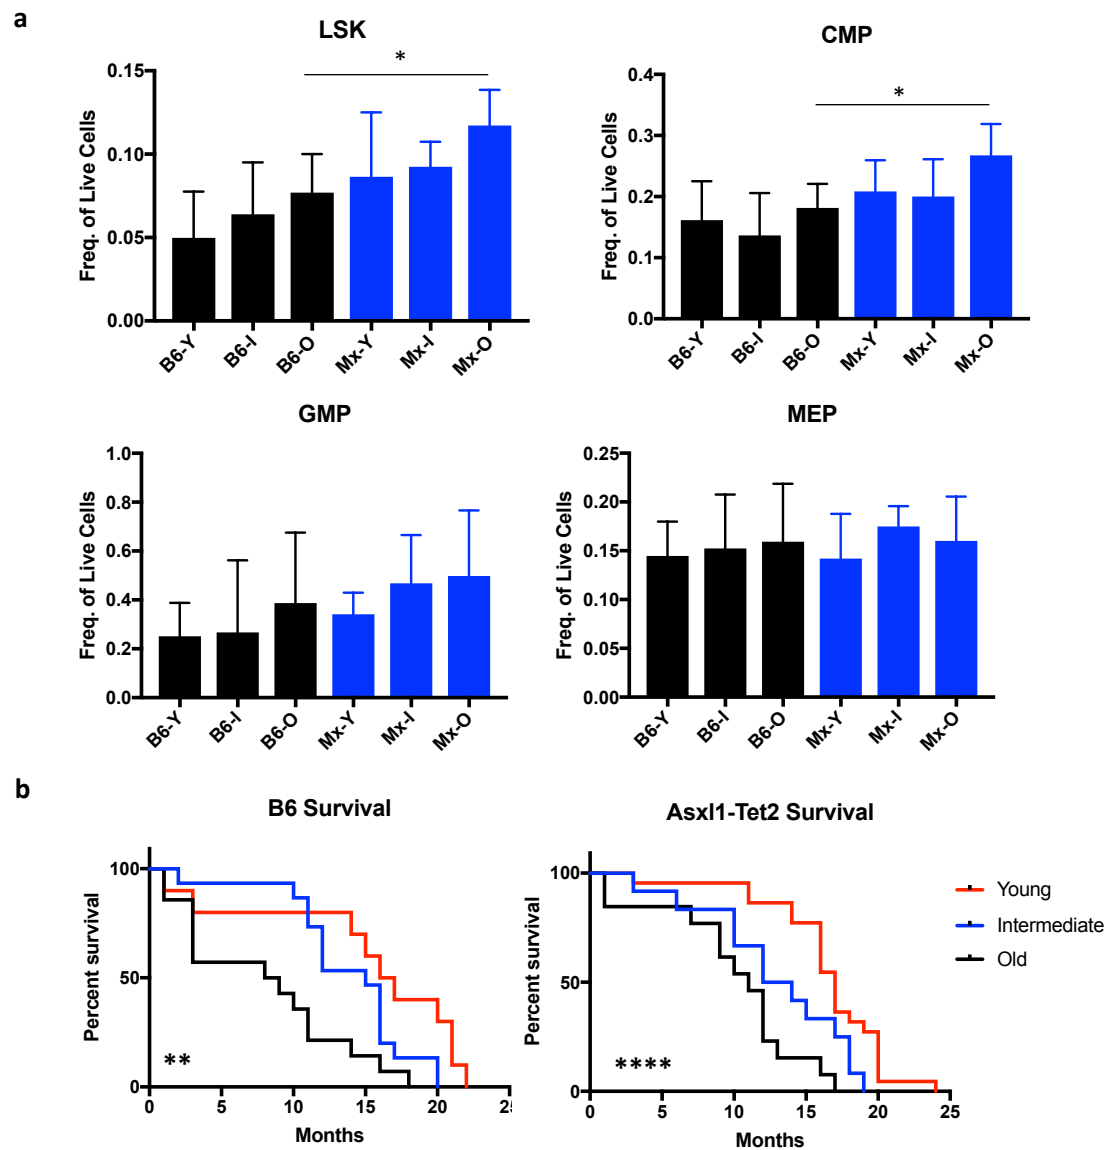 a
LSK
Freq. of Live Cells
0.15
0.10
0.05
0.00
*
B6-Y
B6-I
B6-O
Mx-Y
Mx-I
Mx-O
CMP
Freq. of Live Cells
0.4
0.3
0.2
0.1
0.0
*
B6-Y
B6-I
B6-O
Mx-Y
Mx-I
Mx-O
GMP
Freq. of Live Cells
1.0
0.8
0.6
0.4
0.2
0.0
B6-Y
B6-I
B6-O
Mx-Y
Mx-I
Mx-O
MEP
Freq. of Live Cells
0.25
0.20
0.15
0.10
0.05
0.00
B6-Y
B6-I
B6-O
Mx-Y
Mx-I
Mx-O
b
B6 Survival
Percent survival
100
50
0
**
0 5 10 15 20
Months
Asxl1-Tet2 Survival
Percent survival
100
50
0
****
0 5 10 15 20 25
Months
Young
Intermediate
Old